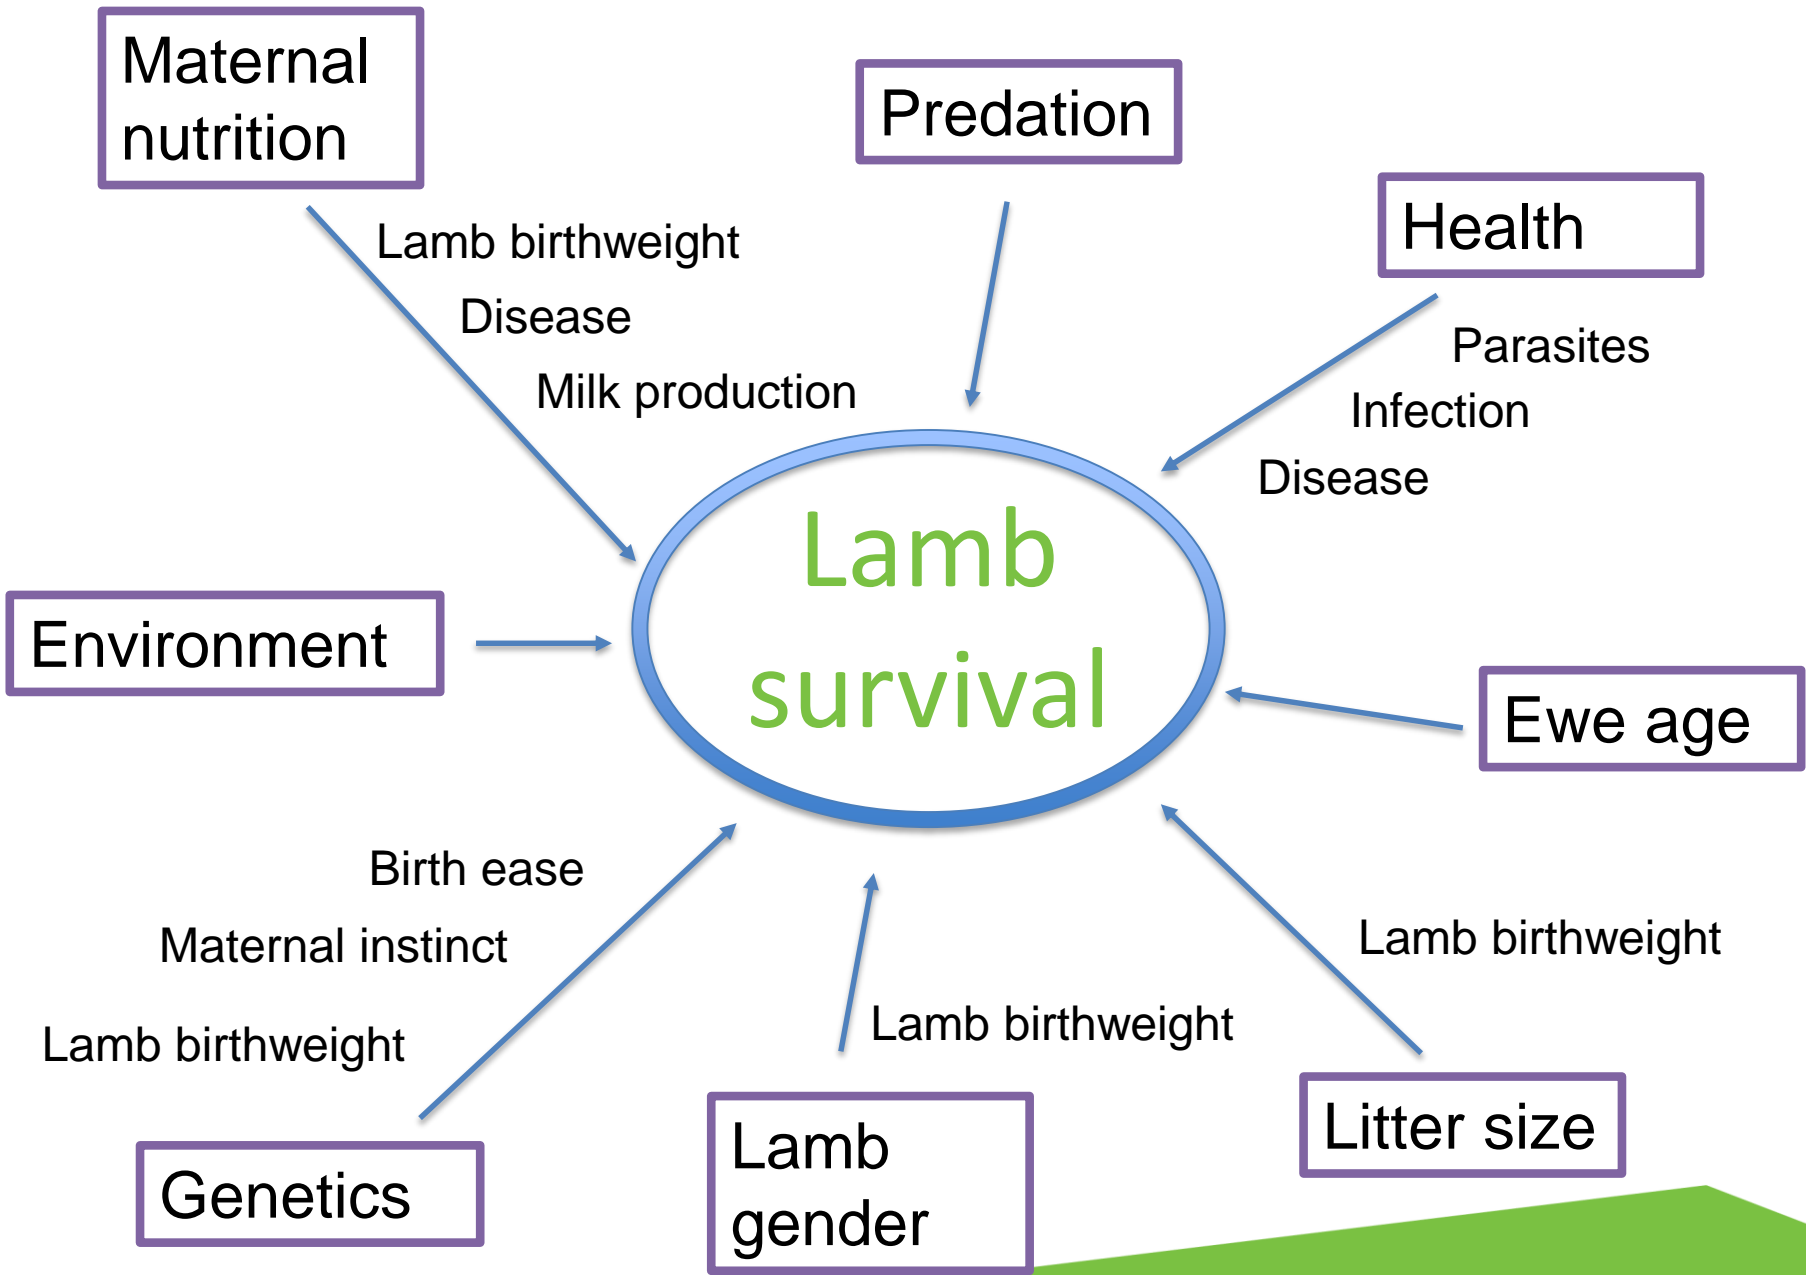 Maternal
nutrition
Predation
Health
Lamb birthweight
Disease
Milk production
Parasites
Infection
Disease
Lamb
survival
Environment
Ewe age
Birth ease
Maternal instinct
Lamb birthweight
Lamb birthweight
Lamb birthweight
Genetics
Lamb
gender
Litter size